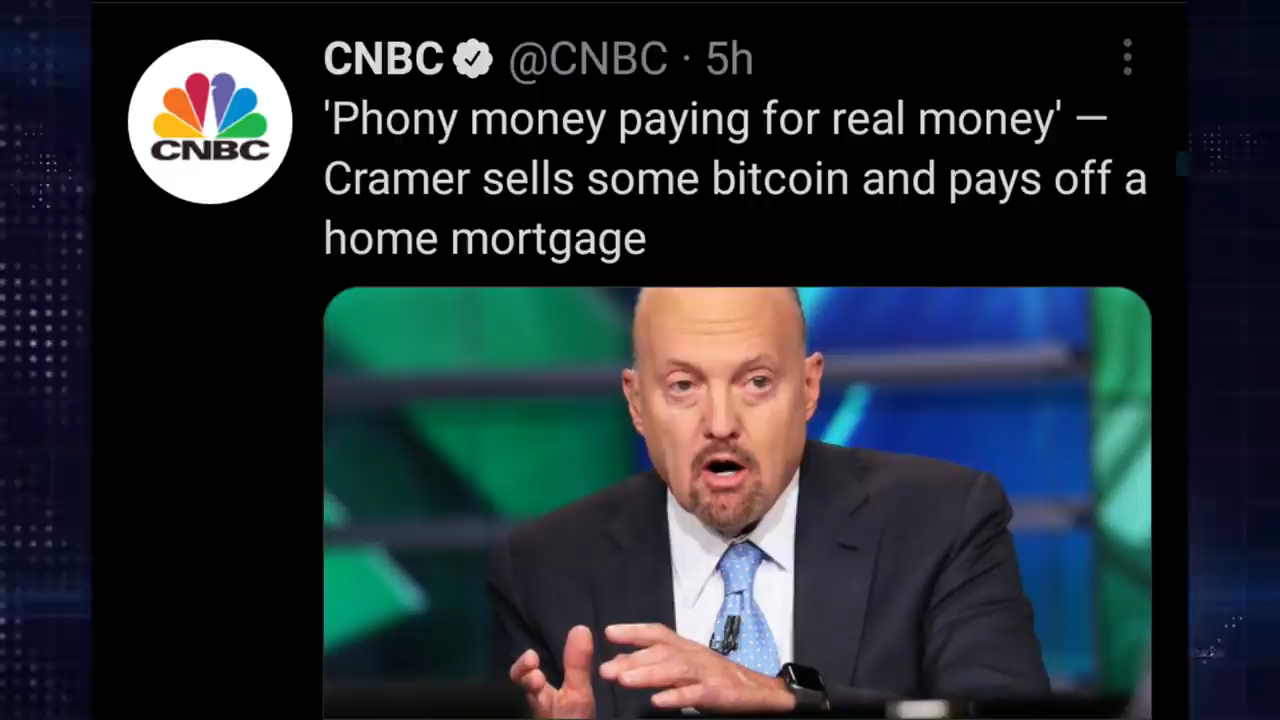 CNBC @CNBC · 5h
CNBC
'Phony money paying for real money' —
Cramer sells some bitcoin and pays off a
home mortgage